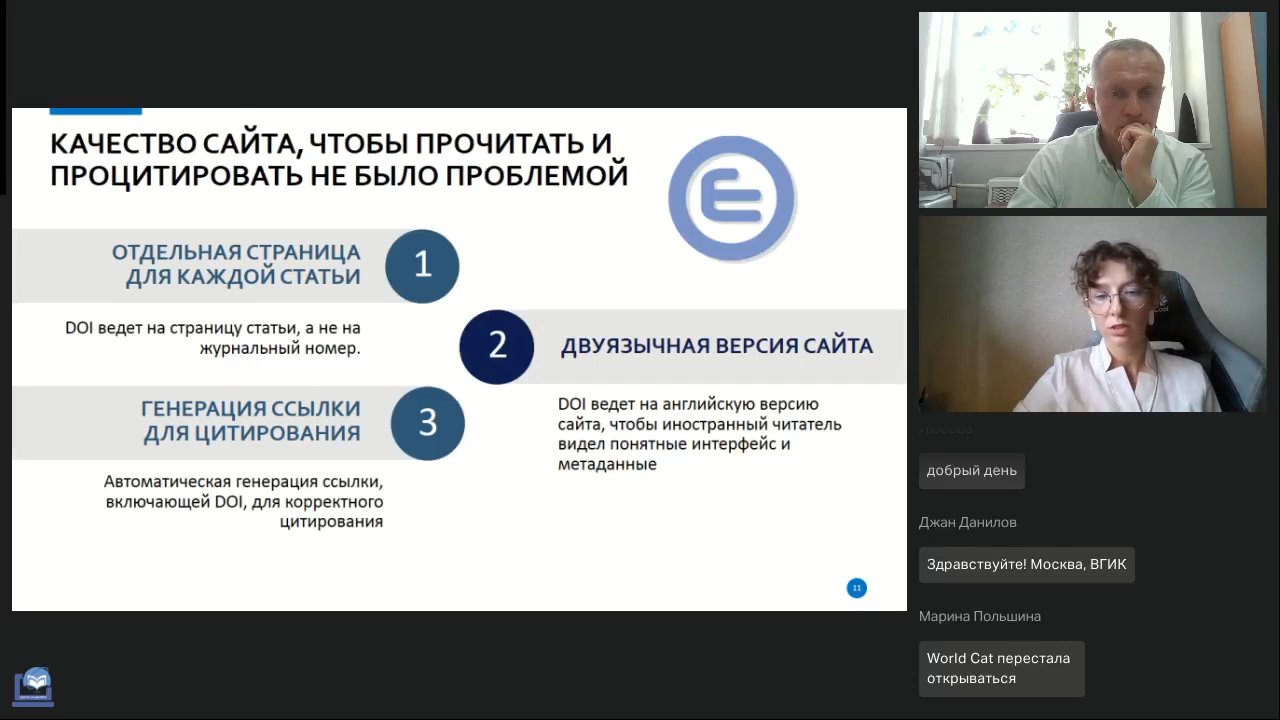 КАЧЕСТВО САЙТА, ЧТОБЫ ПРОЧИТАТЬ И
ПРОЦИТИРОВАТЬ НЕ БЫЛО ПРОБЛЕМОЙ
ОТДЕЛЬНАЯ СТРАНИЦА
ДЛЯ КАЖДОЙ СТАТЬИ
1
DOI ведет на страницу статьи, а не на
журнальный номер.
2
ДВУЯЗЫЧНАЯ ВЕРСИЯ САЙТА
DOI ведет на английскую версию
сайта, чтобы иностранный читатель
видел понятные интерфейс и
метаданные
ГЕНЕРАЦИЯ ССЫЛКИ
ДЛЯ ЦИТИРОВАНИЯ
3
Автоматическая генерация ссылки,
включающей DOI, для корректного
цитирования
11
добрый день
Джан Данилов
Здравствуйте! Москва, ВГИК
Марина Польшина
World Cat перестала
открываться